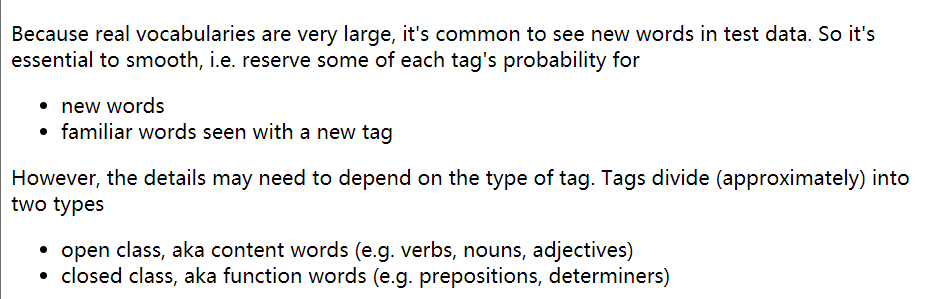 Because real vocabularies are very large, it's common to see new words in test data. So it's
essential to smooth, i.e. reserve some of each tag's probability for
• new words
• familiar words seen with a new tag
However, the details may need to depend on the type of tag. Tags divide (approximately) into
two types
• open class, aka content words (e.g. verbs, nouns, adjectives)
• closed class, aka function words (e.g. prepositions, determiners)